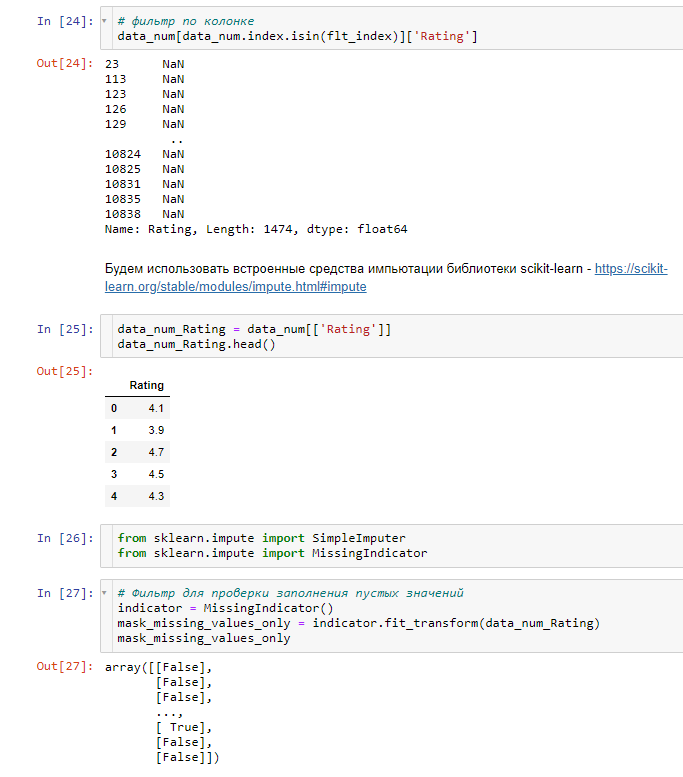 In [24]: # фильтр по колонке
data_num[data_num.index.isin(flt_index)]['Rating']
Out[24]: 23 NaN
113 NaN
123 NaN
126 NaN
129 NaN
..
10824 NaN
10825 NaN
10831 NaN
10835 NaN
10838 NaN
Name: Rating, Length: 1474, dtype: float64
Будем использовать встроенные средства импьютации библиотеки scikit-learn - https://scikit-
learn.org/stable/modules/impute.html#impute
In [25]: data_num_Rating = data_num[['Rating']]
data_num_Rating.head()
Out[25]:
Rating
0 4.1
1 3.9
2 4.7
3 4.5
4 4.3
In [26]: from sklearn.impute import SimpleImputer
from sklearn.impute import MissingIndicator
In [27]: # Фильтр для проверки заполнения пустых значений
indicator = MissingIndicator()
mask_missing_values_only = indicator.fit_transform(data_num_Rating)
mask_missing_values_only
Out[27]: array([[False],
[False],
[False],
...,
[ True],
[False],
[False]])